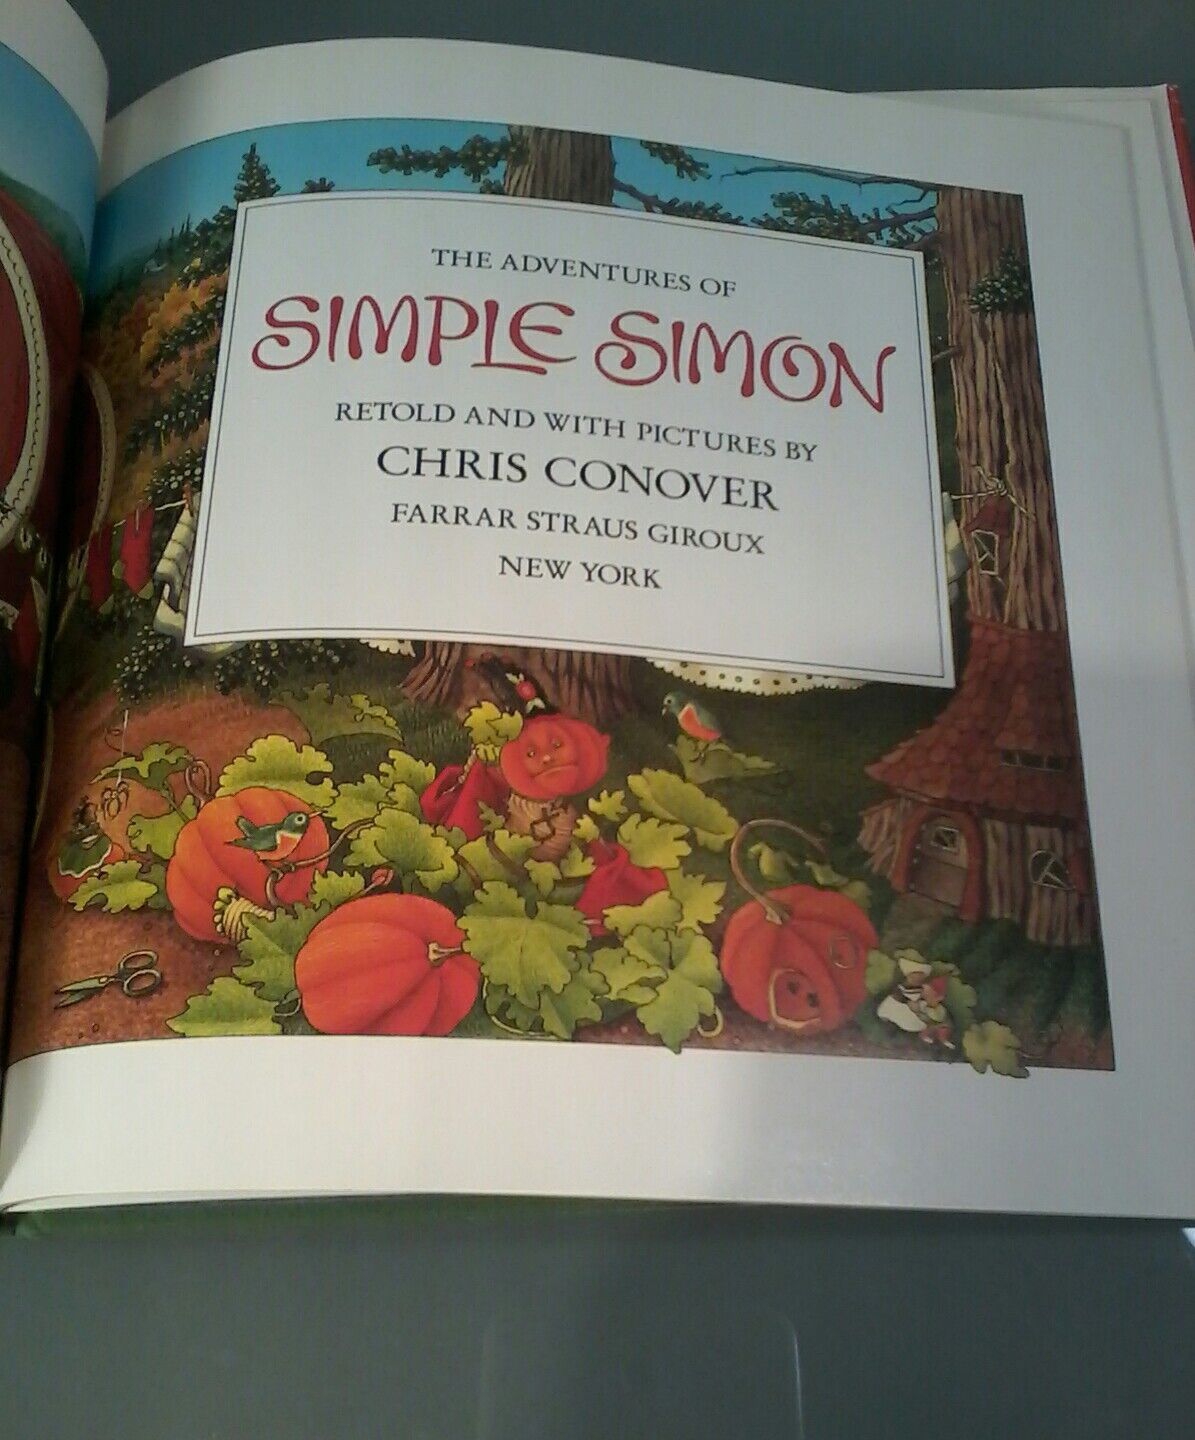 THE ADVENTURES OF
SIMPLE SIMON
RETOLD AND WITH PICTURES BY
CHRIS CONOVER
FARRAR STRAUS GIROUX
NEW YORK